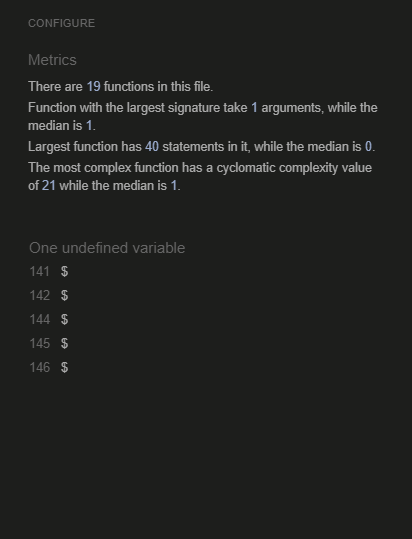 CONFIGURE
Metrics
There are 19 functions in this file.
Function with the largest signature take 1 arguments, while the
median is 1.
Largest function has 40 statements in it, while the median is 0.
The most complex function has a cyclomatic complexity value
of 21 while the median is 1.
One undefined variable
141 $
142 $
144 $
145 $
146 $